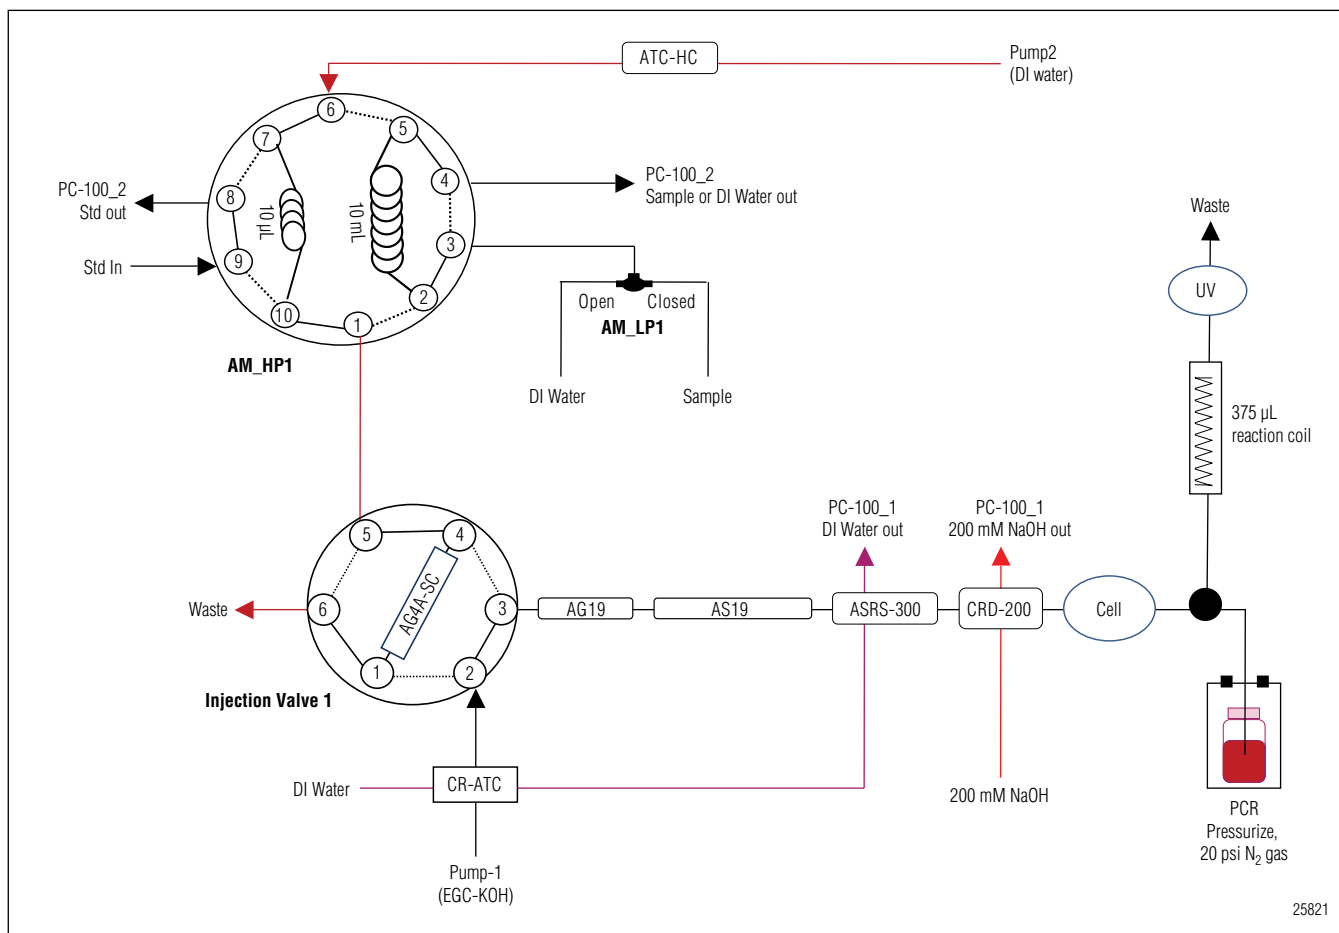 ATC-HC
Pump2
(DI water)
6
7
5
8
4
9
3
10
2
1
10 µL
10 mL
PC-100_2
Std out
Std In
PC-100_2
Sample or DI Water out
Open
Closed
AM_LP1
AM_HP1
DI Water
Sample
Waste
UV
375 µL
reaction coil
PC-100_1
DI Water out
PC-100_1
200 mM NaOH out
5
4
6
3
1
2
AG4A-SC
Waste
AG19
AS19
ASRS-300
CRD-200
Cell
Injection Valve 1
DI Water
CR-ATC
200 mM NaOH
Pump-1
(EGC-KOH)
PCR
Pressurize,
20 psi N₂ gas
25821